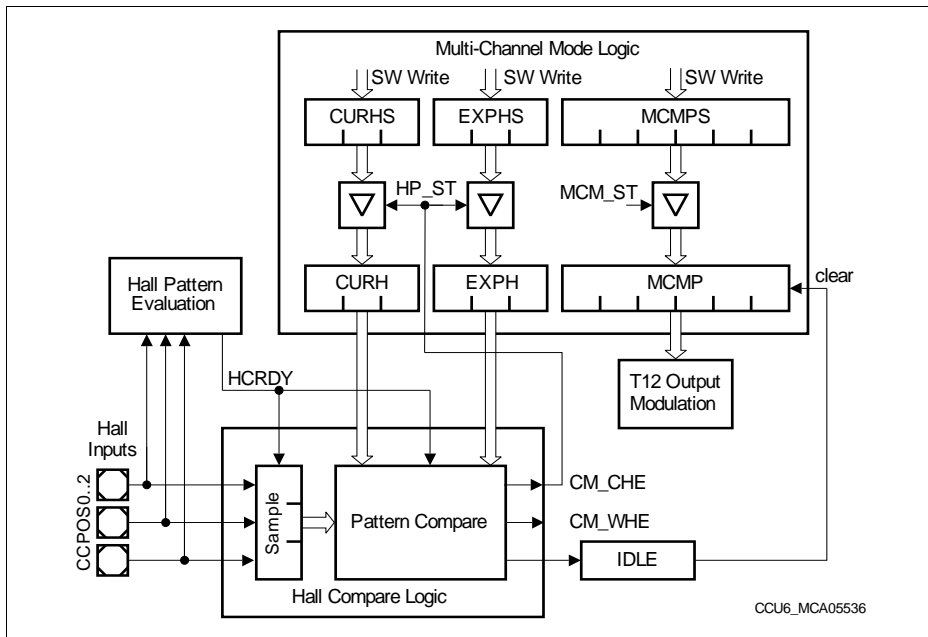 Multi-Channel Mode Logic
SW Write
SW Write
SW Write
CURHS
EXPHS
MCMPS
HP_ST
MCM_ST
Hall Pattern
Evaluation
CURH
EXPH
MCMP
clear
HCRDY
T12 Output
Modulation
Hall
Inputs
CCPOS0..2
Sample
Pattern Compare
CM_CHE
CM_WHE
IDLE
Hall Compare Logic
CCU6_MCA05536